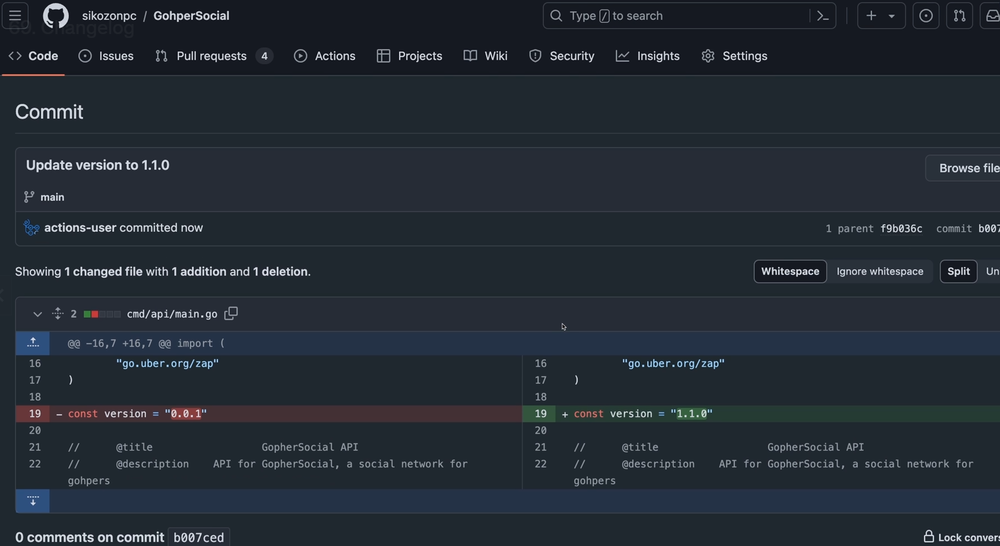 sikozonpc / GohperSocial
Type / to search
69. Changelog
Code Issues Pull requests 4 Actions Projects Wiki Security Insights Settings
Commit
Update version to 1.1.0
Browse file
main
actions-user committed now
1 parent f9b036c commit b007
Showing 1 changed file with 1 addition and 1 deletion.
Whitespace Ignore whitespace Split Un
2 cmd/api/main.go
@@ -16,7 +16,7 @@ import (
16 "go.uber.org/zap" 16 "go.uber.org/zap"
17 ) 17 )
18 18
19 - const version = "0.0.1" 19 + const version = "1.1.0"
20 20
21 // @title GopherSocial API 21 // @title GopherSocial API
22 // @description API for GopherSocial, a social network for 22 // @description API for GopherSocial, a social network for
gohpers gohpers
0 comments on commit b007ced
Lock convers